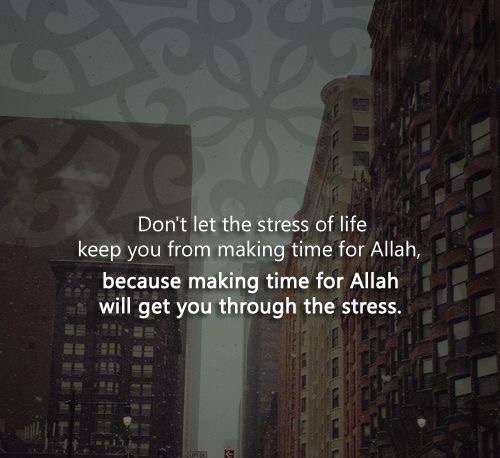 Don't let the stress of life
keep you from making time for Allah,
because making time for Allah
will get you through the stress.